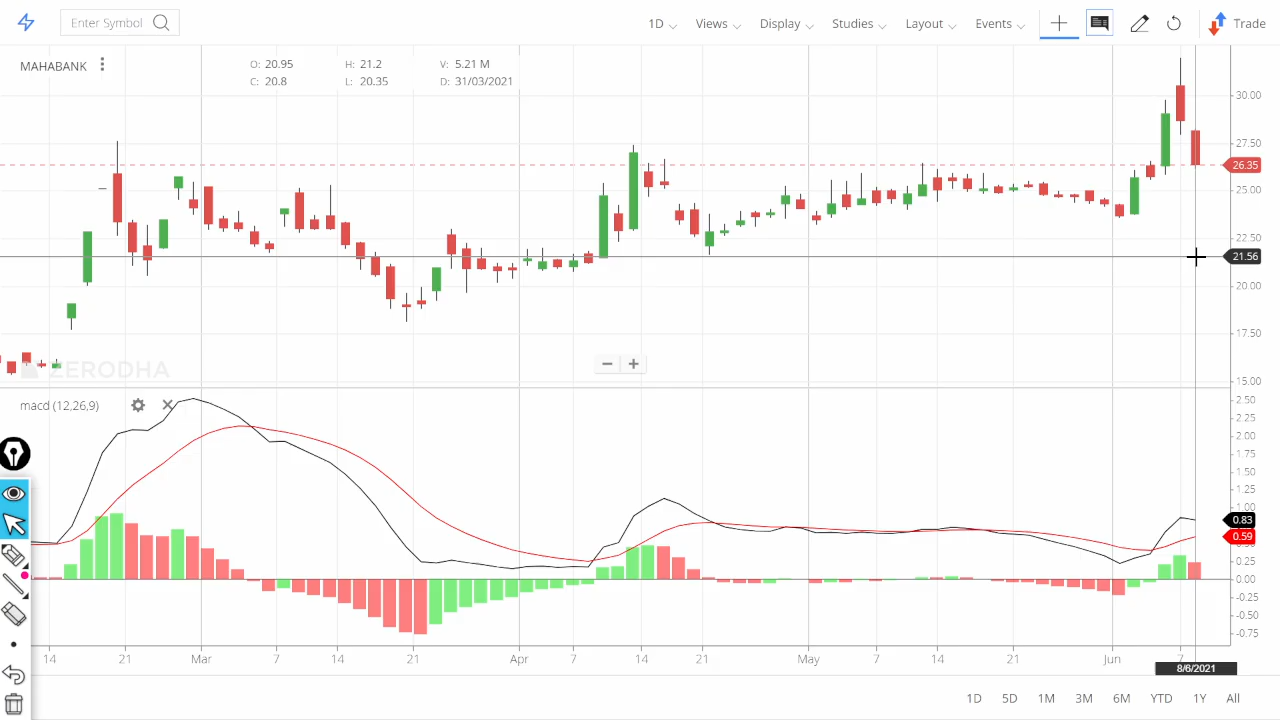 Enter Symbol
1D Views Display Studies Layout Events Trade
MAHABANK
O: 20.95 H: 21.2 V: 5.21 M
C: 20.8 L: 20.35 D: 31/03/2021
30.00
27.50
26.35
25.00
22.50
21.56
20.00
17.50
15.00
ZERODHA
macd (12,26,9)
2.50
2.25
2.00
1.75
1.50
1.25
1.00
0.83
0.59
0.25
0.00
-0.25
-0.50
-0.75
14 21 Mar 7 14 21 Apr 7 14 21 May 7 14 21 Jun 7
8/6/2021
1D 5D 1M 3M 6M YTD 1Y All